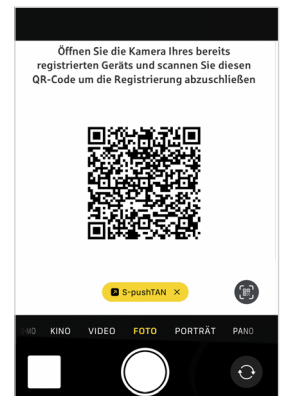 Öffnen Sie die Kamera Ihres bereits
registrierten Geräts und scannen Sie diesen
QR-Code um die Registrierung abzuschließen
S-pushTAN ×
KINO VIDEO FOTO PORTRÄT PANO